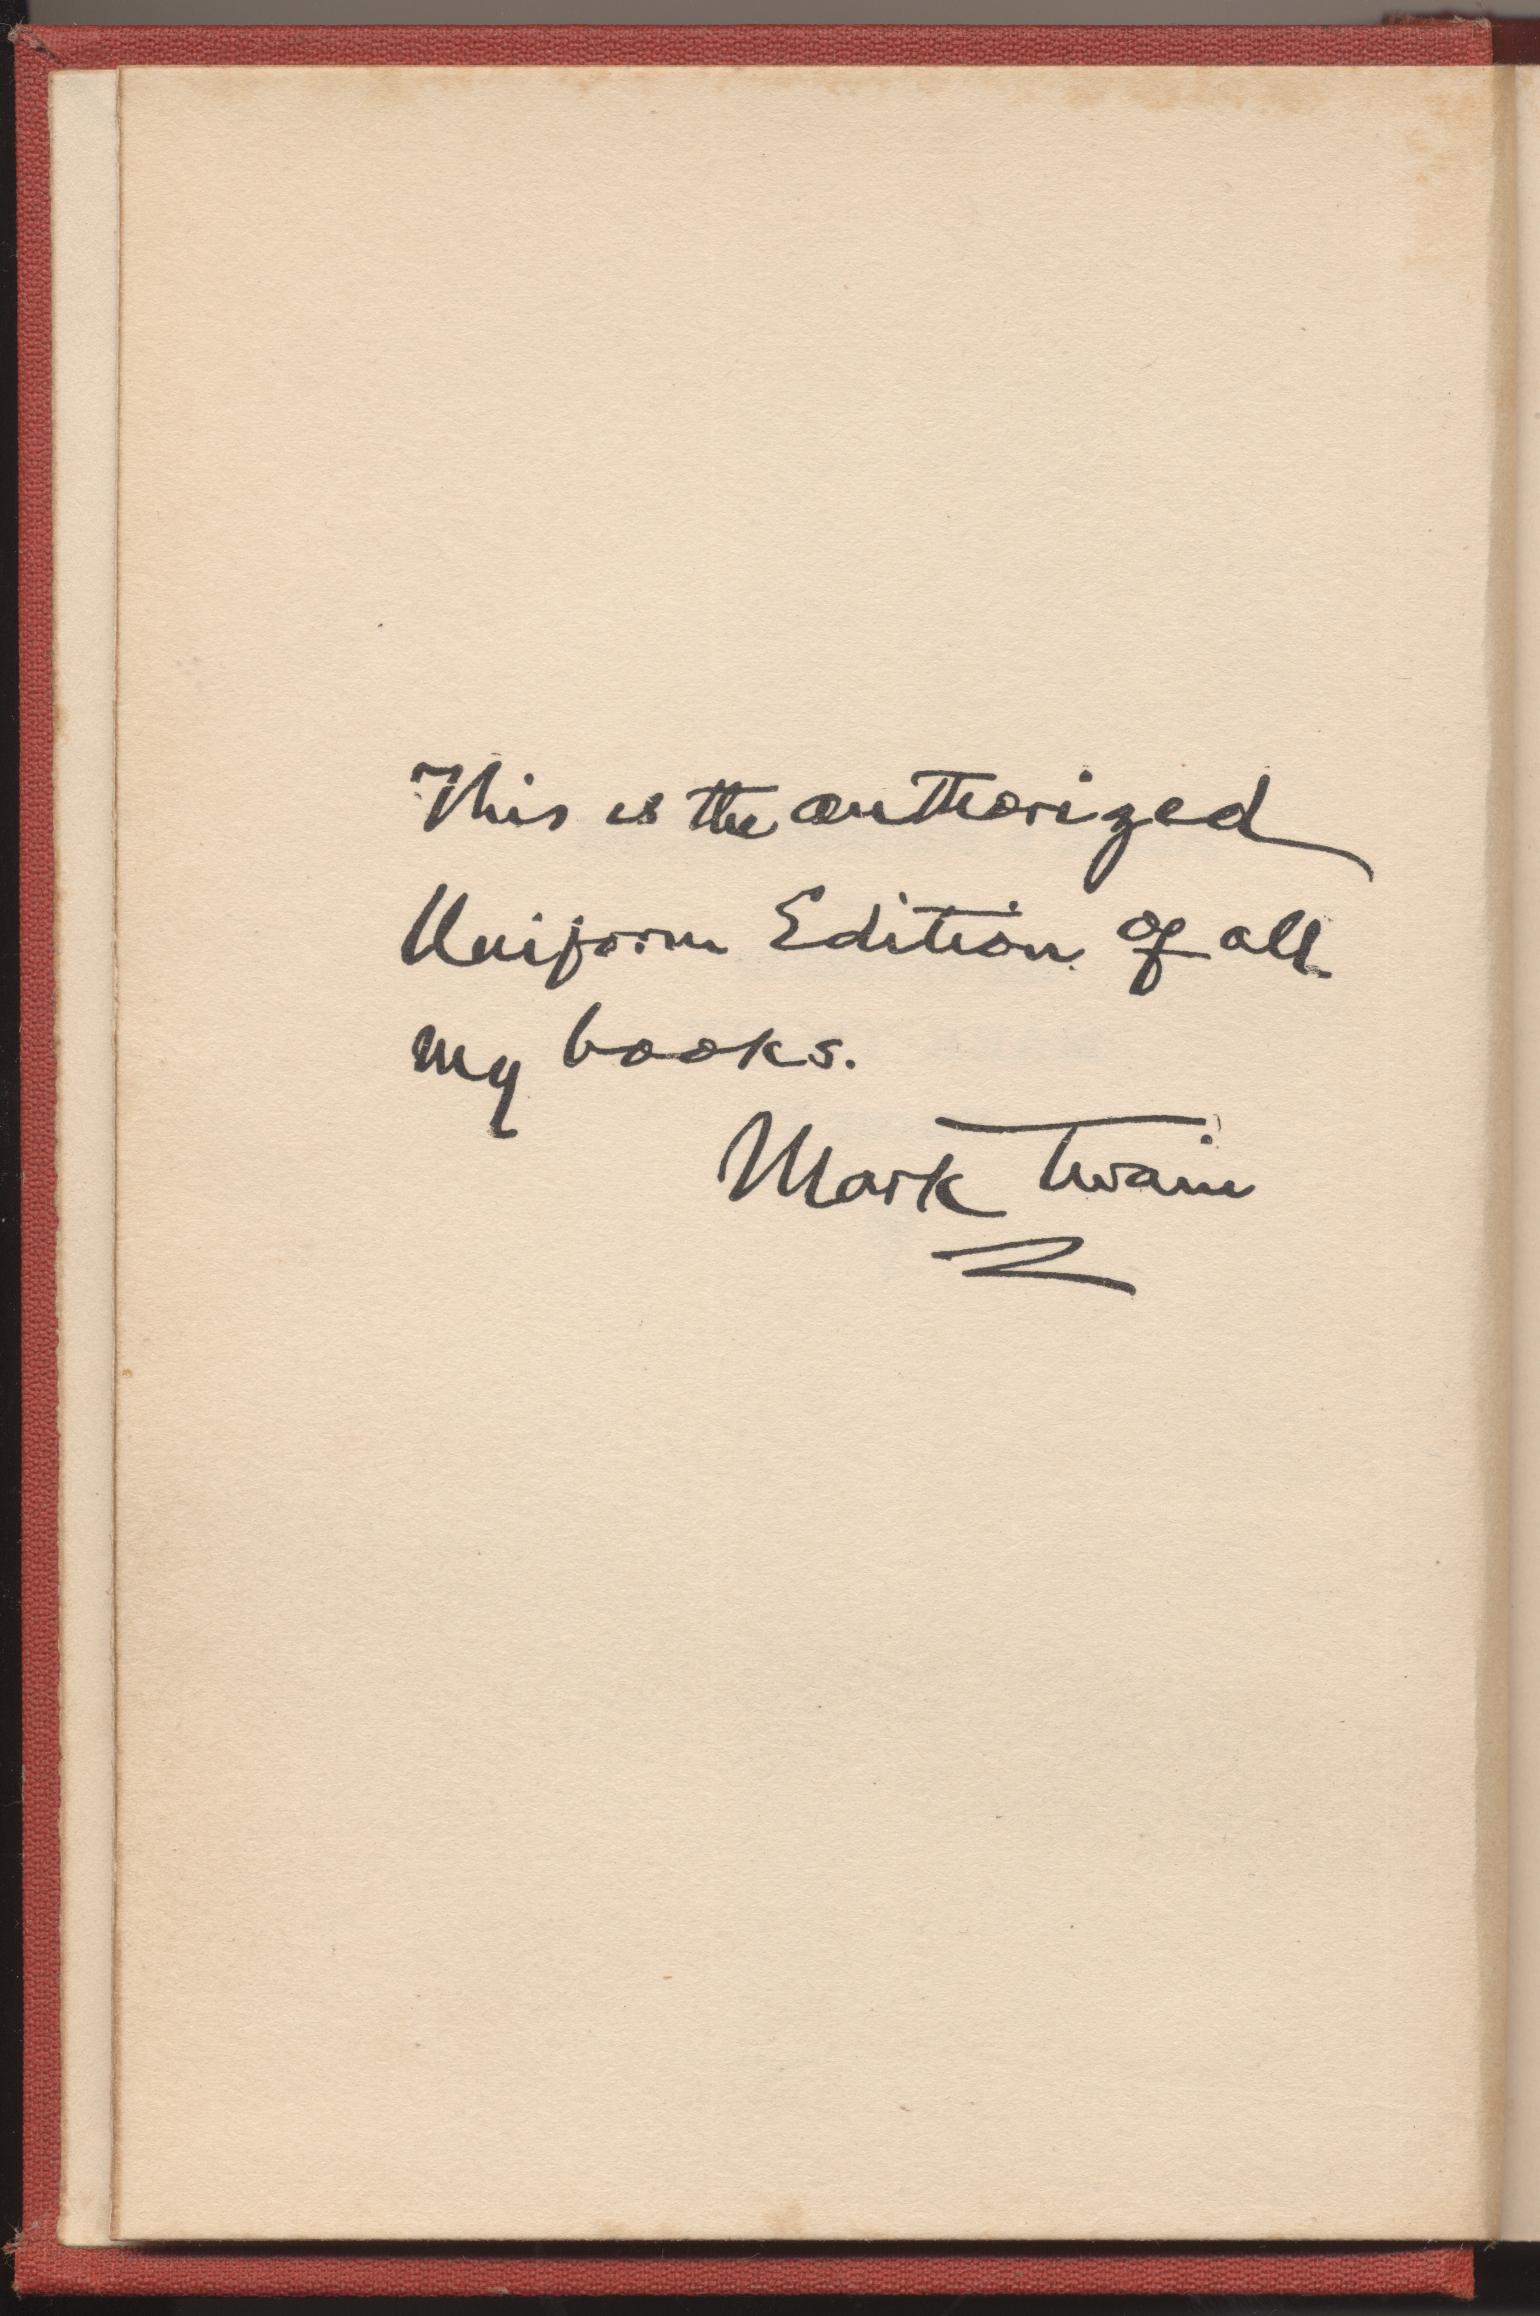 This is the authorized
Uniform Edition of all
my books.
Mark Twain